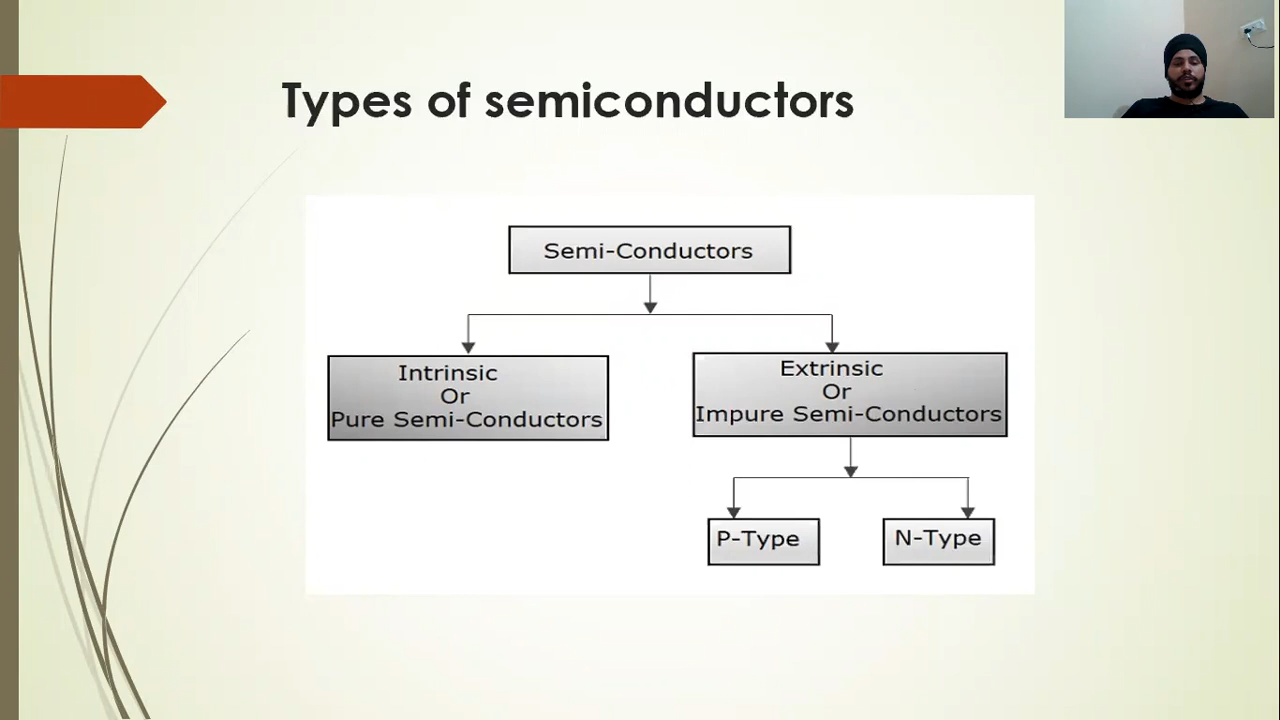 Types of semiconductors
Semi-Conductors
Intrinsic
Or
Pure Semi-Conductors
Extrinsic
Or
Impure Semi-Conductors
P-Type
N-Type